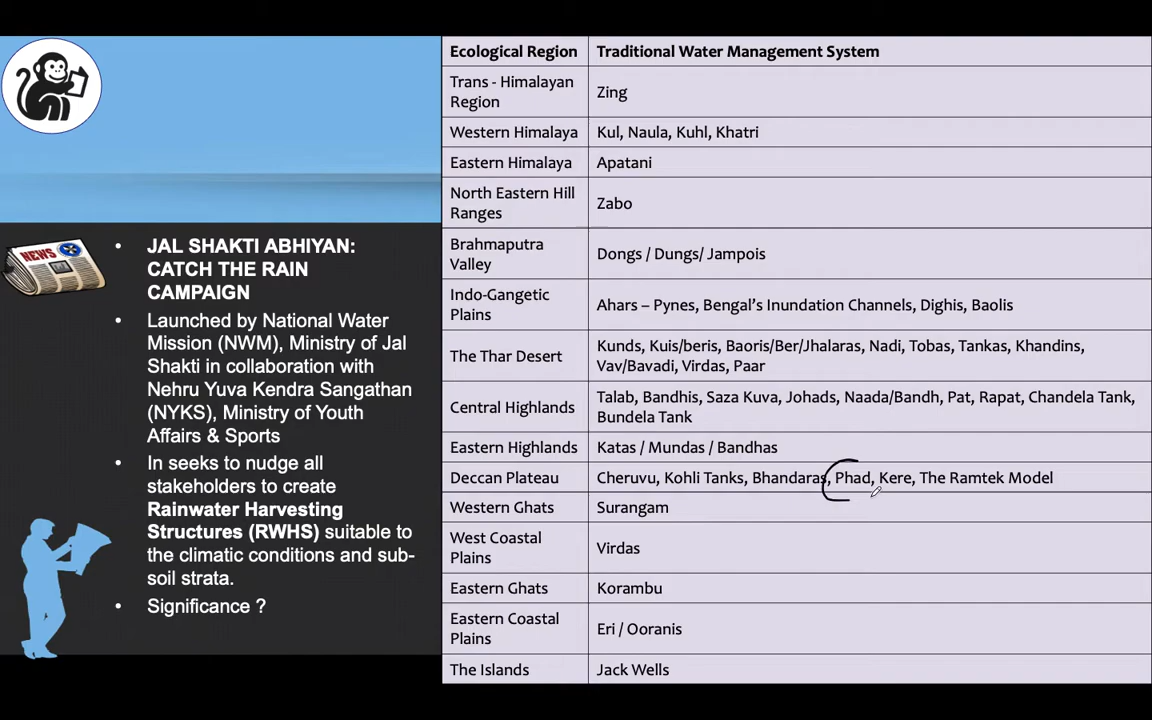 NEWS
JAL SHAKTI ABHIYAN:
CATCH THE RAIN
CAMPAIGN
Launched by National Water
Mission (NWM), Ministry of Jal
Shakti in collaboration with
Nehru Yuva Kendra Sangathan
(NYKS), Ministry of Youth
Affairs & Sports
In seeks to nudge all
stakeholders to create
Rainwater Harvesting
Structures (RWHS) suitable to
the climatic conditions and sub-
soil strata.
Significance ?
Ecological Region Traditional Water Management System
Trans - Himalayan
Region
Zing
Western Himalaya Kul, Naula, Kuhl, Khatri
Eastern Himalaya Apatani
North Eastern Hill
Ranges
Zabo
Brahmaputra
Valley
Dongs / Dungs/ Jampois
Indo-Gangetic
Plains
Ahars – Pynes, Bengal's Inundation Channels, Dighis, Baolis
The Thar Desert
Kunds, Kuis/beris, Baoris/Ber/Jhalaras, Nadi, Tobas, Tankas, Khandins,
Vav/Bavadi, Virdas, Paar
Central Highlands
Talab, Bandhis, Saza Kuva, Johads, Naada/Bandh, Pat, Rapat, Chandela Tank,
Bundela Tank
Eastern Highlands Katas / Mundas / Bandhas
Deccan Plateau Cheruvu, Kohli Tanks, Bhandaras, Phad, Kere, The Ramtek Model
Western Ghats Surangam
West Coastal
Plains
Virdas
Eastern Ghats Korambu
Eastern Coastal
Plains
Eri / Ooranis
The Islands Jack Wells